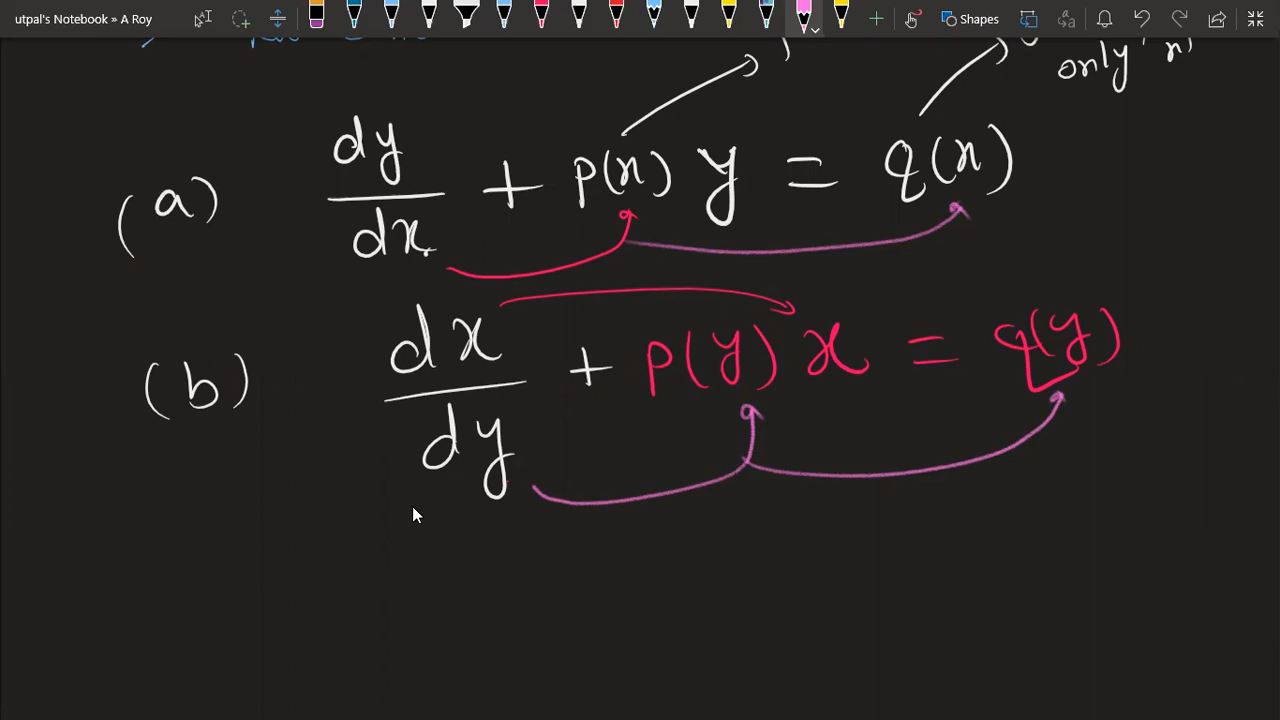 utpal's Notebook » A Roy
Shapes
only 'x'
(a) dy/dx + p(x) y = q(x)
(b) dx/dy + p(y) x = q(y)